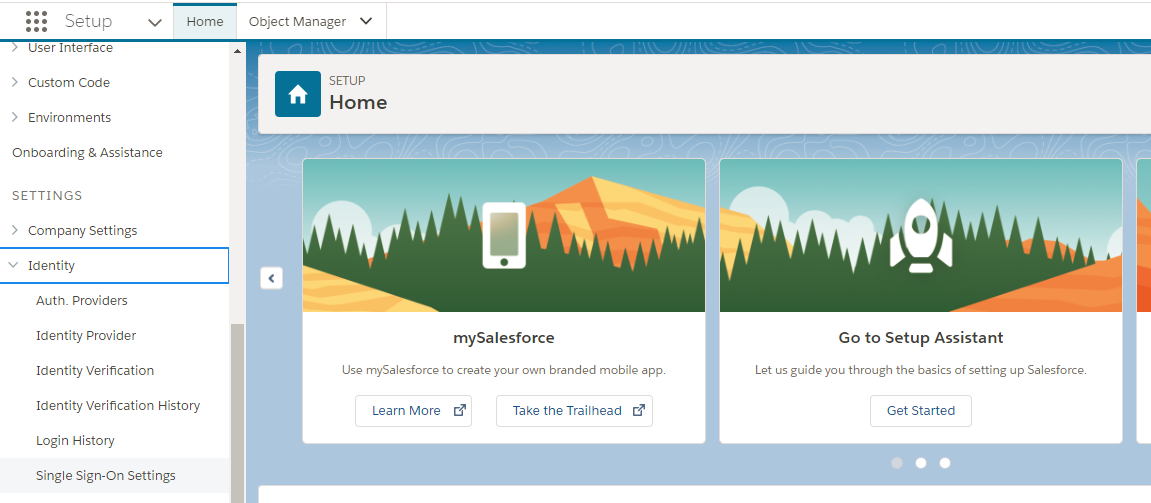 Setup
Home
Object Manager
User Interface
Custom Code
Environments
Onboarding & Assistance
SETTINGS
Company Settings
Identity
Auth. Providers
Identity Provider
Identity Verification
Identity Verification History
Login History
Single Sign-On Settings
SETUP
Home
mySalesforce
Use mySalesforce to create your own branded mobile app.
Learn More
Take the Trailhead
Go to Setup Assistant
Let us guide you through the basics of setting up Salesforce.
Get Started